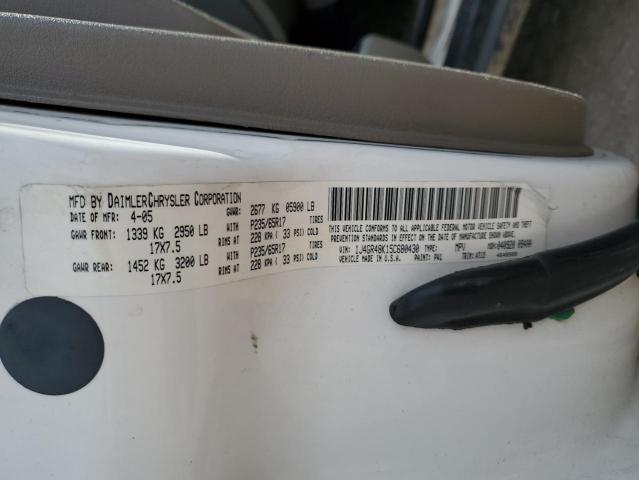 MFD BY DAIMLERCHRYSLER CORPORATION
DATE OF MFR: 4-05 GAWR: 2677 KG 05900 LB
GAWR FRONT: 1339 KG 2950 LB WITH P235/65R17 TIRES
17X7.5 RIMS AT 228 KPA ( 33 PSI) COLD
GAWR REAR: 1452 KG 3200 LB WITH P235/65R17 TIRES
17X7.5 RIMS AT 228 KPA ( 33 PSI) COLD
THIS VEHICLE CONFORMS TO ALL APPLICABLE FEDERAL MOTOR VEHICLE SAFETY AND THEFT
PREVENTION STANDARDS IN EFFECT ON THE DATE OF MANUFACTURE SHOWN ABOVE.
VIN: 1J4GR48K15C680430 TYPE: MPV MDH:
VEHICLE MADE IN U.S.A. PAINT: PW1 TRIM: